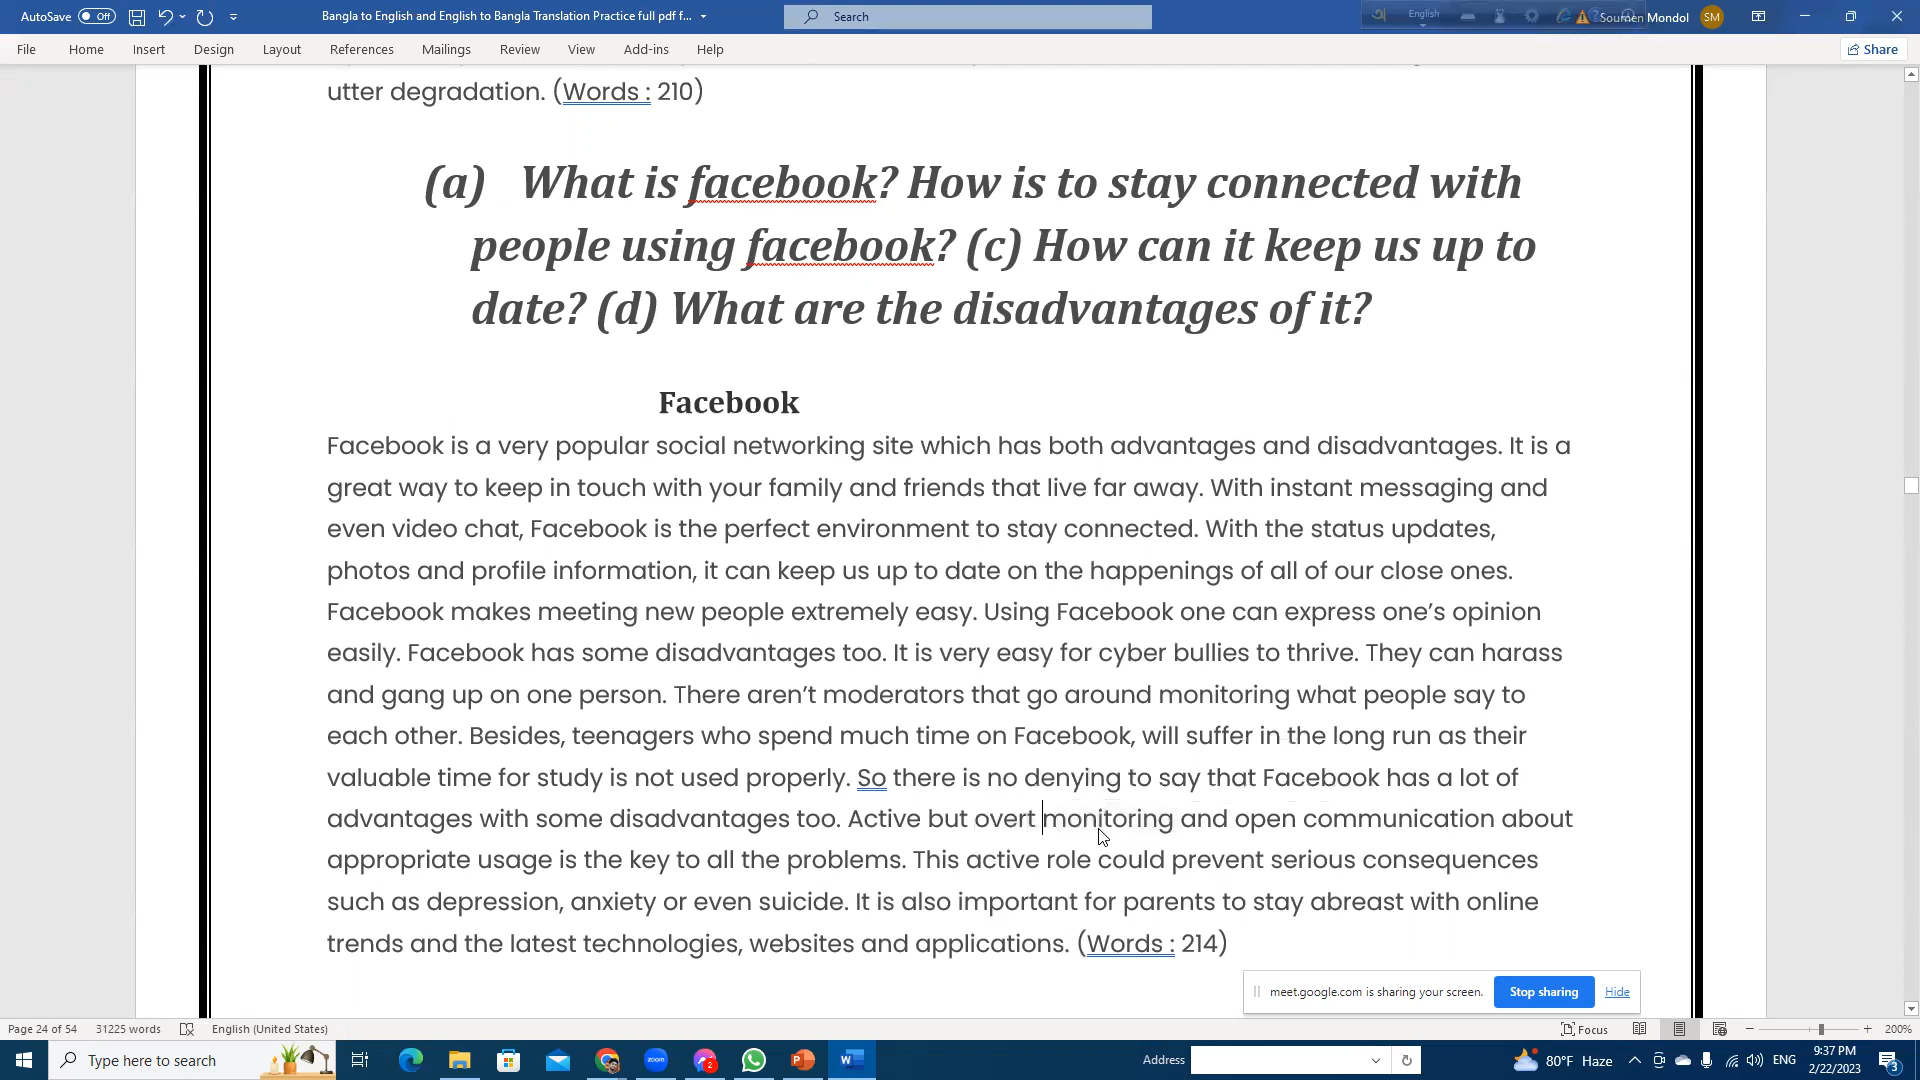 AutoSave Off Bangla to English and English to Bangla Translation Practice full pdf f... Search English Soumen Mondol SM
File Home Insert Design Layout References Mailings Review View Add-ins Help Share
utter degradation. (Words : 210)
(a) What is facebook? How is to stay connected with
people using facebook? (c) How can it keep us up to
date? (d) What are the disadvantages of it?
Facebook
Facebook is a very popular social networking site which has both advantages and disadvantages. It is a
great way to keep in touch with your family and friends that live far away. With instant messaging and
even video chat, Facebook is the perfect environment to stay connected. With the status updates,
photos and profile information, it can keep us up to date on the happenings of all of our close ones.
Facebook makes meeting new people extremely easy. Using Facebook one can express one’s opinion
easily. Facebook has some disadvantages too. It is very easy for cyber bullies to thrive. They can harass
and gang up on one person. There aren’t moderators that go around monitoring what people say to
each other. Besides, teenagers who spend much time on Facebook, will suffer in the long run as their
valuable time for study is not used properly. So there is no denying to say that Facebook has a lot of
advantages with some disadvantages too. Active but overt monitoring and open communication about
appropriate usage is the key to all the problems. This active role could prevent serious consequences
such as depression, anxiety or even suicide. It is also important for parents to stay abreast with online
trends and the latest technologies, websites and applications. (Words : 214)
meet.google.com is sharing your screen. Stop sharing Hide
Page 24 of 54 31225 words English (United States) Focus 200%
Type here to search zoom 2 Address 80°F Haze ENG 9:37 PM
2/22/2023 3